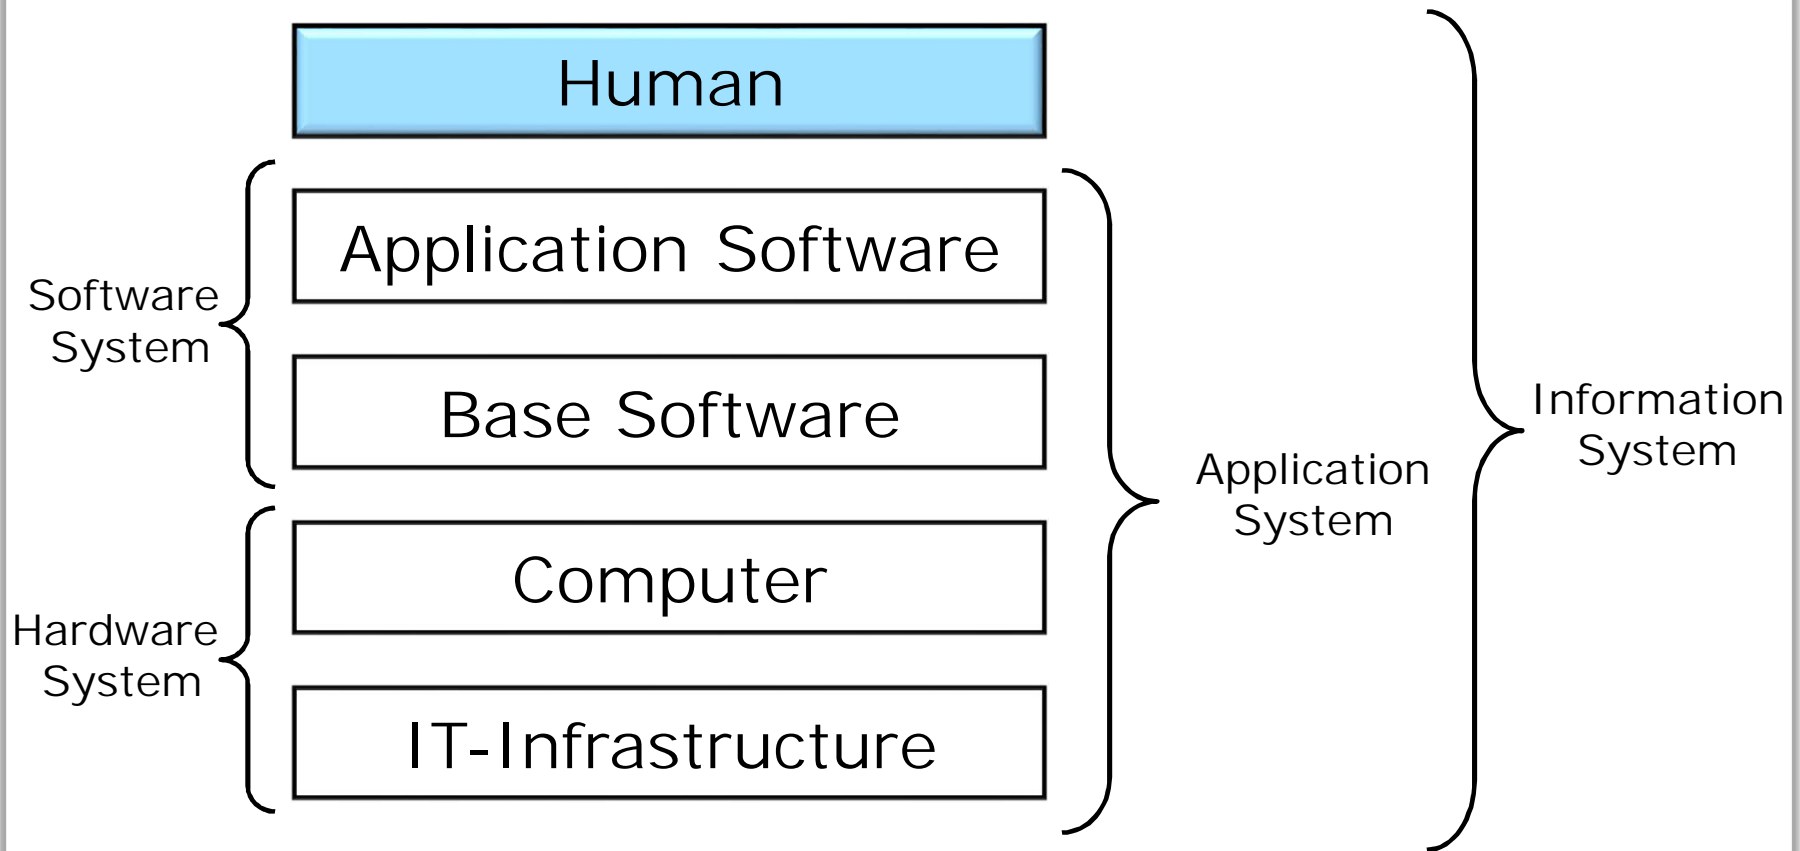 Human
Application Software
Software
System
Base Software
Information
System
Application
System
Computer
Hardware
System
IT-Infrastructure